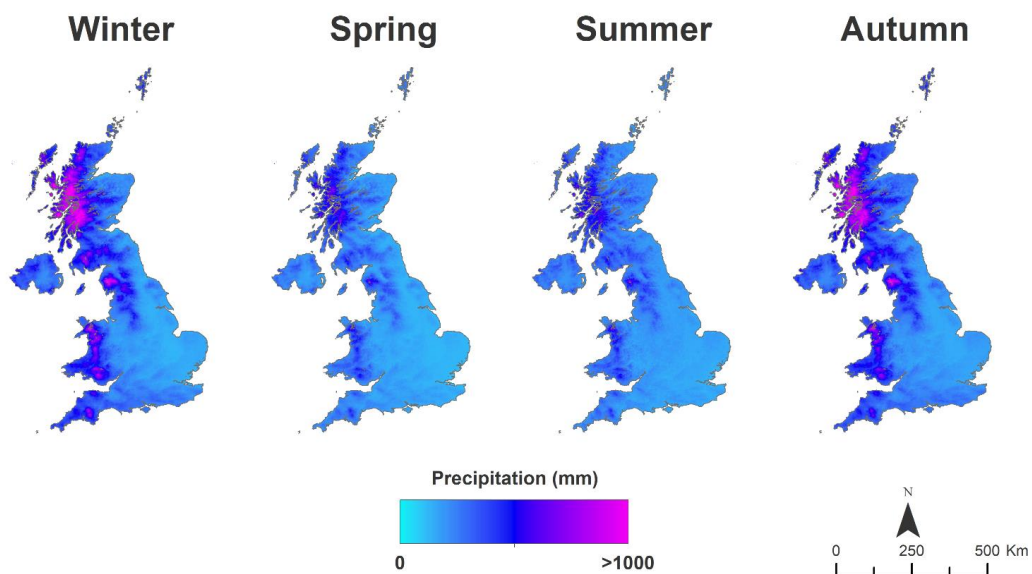 Winter Spring Summer Autumn
Precipitation (mm)
N
0 >1000
0 250 500 Km